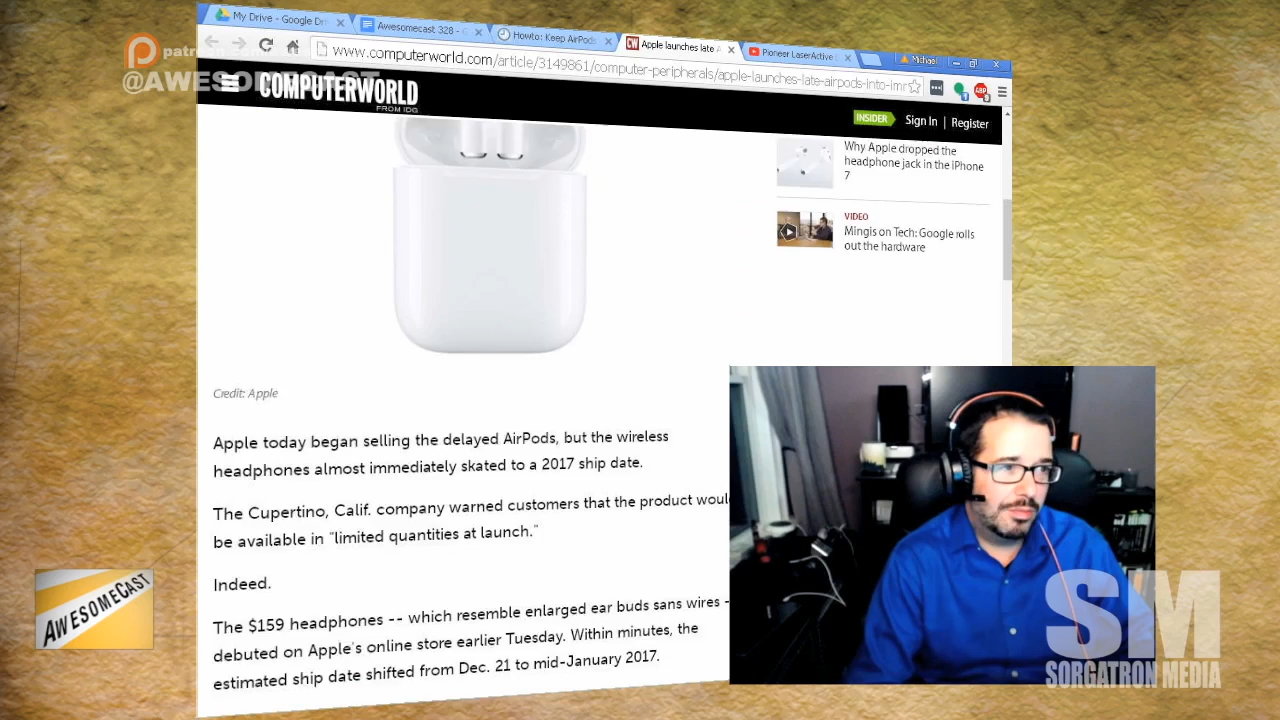 My Drive - Google Dri
Awesomecast 328 - G
Howto: Keep AirPods
Apple launches late A
Pioneer LaserActive
Michael
www.computerworld.com/article/3149861/computer-peripherals/apple-launches-late-airpods-into-imm
patreon.com/
@AWESOMECAST
COMPUTERWORLD
FROM IDG
INSIDER
Sign In | Register
Why Apple dropped the
headphone jack in the iPhone
7
VIDEO
Mingis on Tech: Google rolls
out the hardware
Credit: Apple
Apple today began selling the delayed AirPods, but the wireless
headphones almost immediately skated to a 2017 ship date.
The Cupertino, Calif. company warned customers that the product would
be available in "limited quantities at launch."
Indeed.
The $159 headphones -- which resemble enlarged ear buds sans wires -
debuted on Apple's online store earlier Tuesday. Within minutes, the
estimated ship date shifted from Dec. 21 to mid-January 2017.
AWESOMECAST
SM
SORGATRON MEDIA